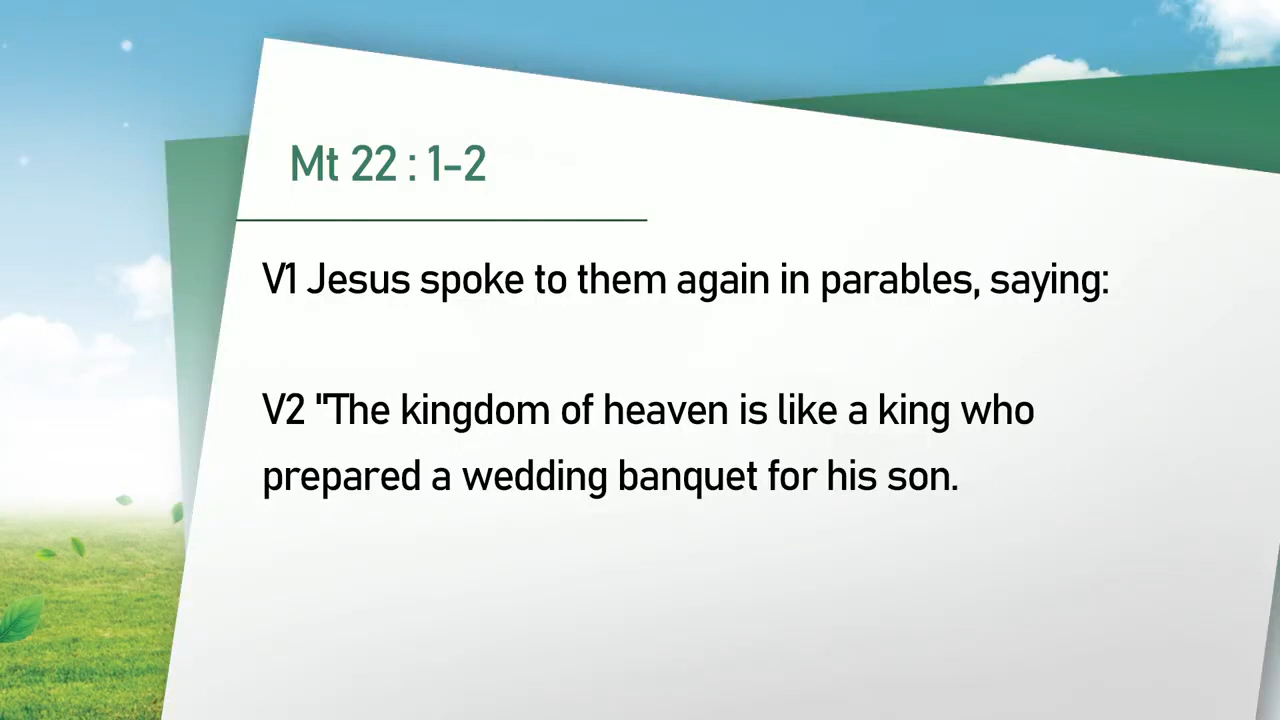 Mt 22 : 1-2
V1 Jesus spoke to them again in parables, saying:
V2 "The kingdom of heaven is like a king who
prepared a wedding banquet for his son.